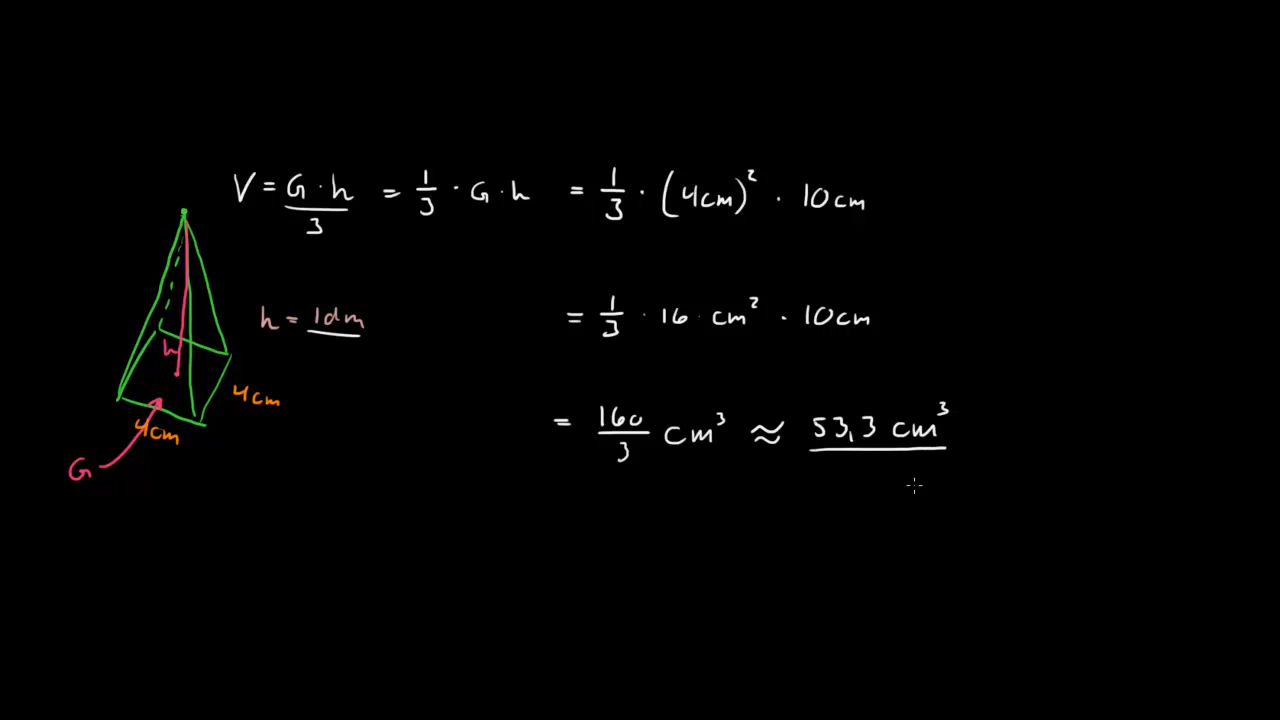 V = G · h / 3 = 1/3 · G · h = 1/3 · (4cm)² · 10cm
h = 1dm = 1/3 · 16 · cm² · 10cm
h
4cm
4cm
= 160/3 cm³ ≈ 53,3 cm³
G